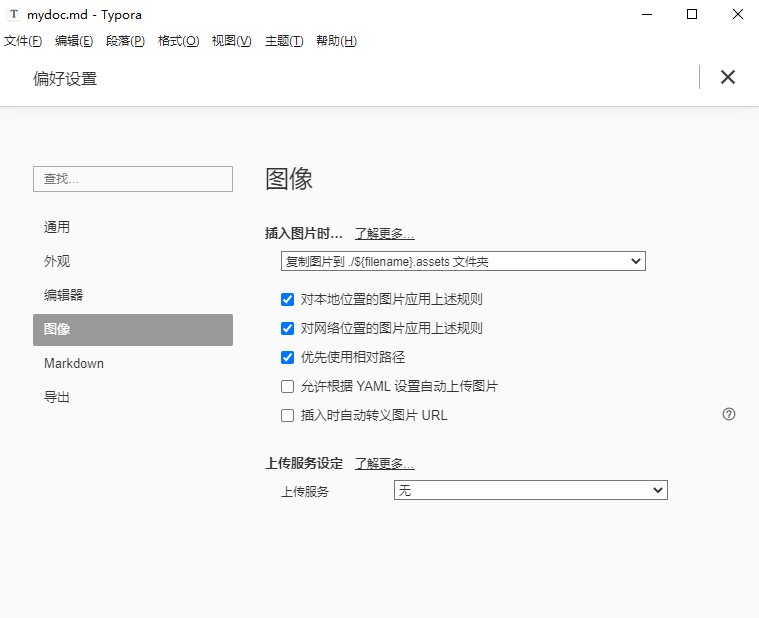 mydoc.md - Typora
文件(F) 编辑(E) 段落(P) 格式(O) 视图(V) 主题(T) 帮助(H)
偏好设置
查找...
通用
外观
编辑器
图像
Markdown
导出
图像
插入图片时... 了解更多...
复制图片到 ./${filename}.assets 文件夹
对本地位置的图片应用上述规则
对网络位置的图片应用上述规则
优先使用相对路径
允许根据 YAML 设置自动上传图片
插入时自动转义图片 URL
上传服务设定 了解更多...
上传服务 无